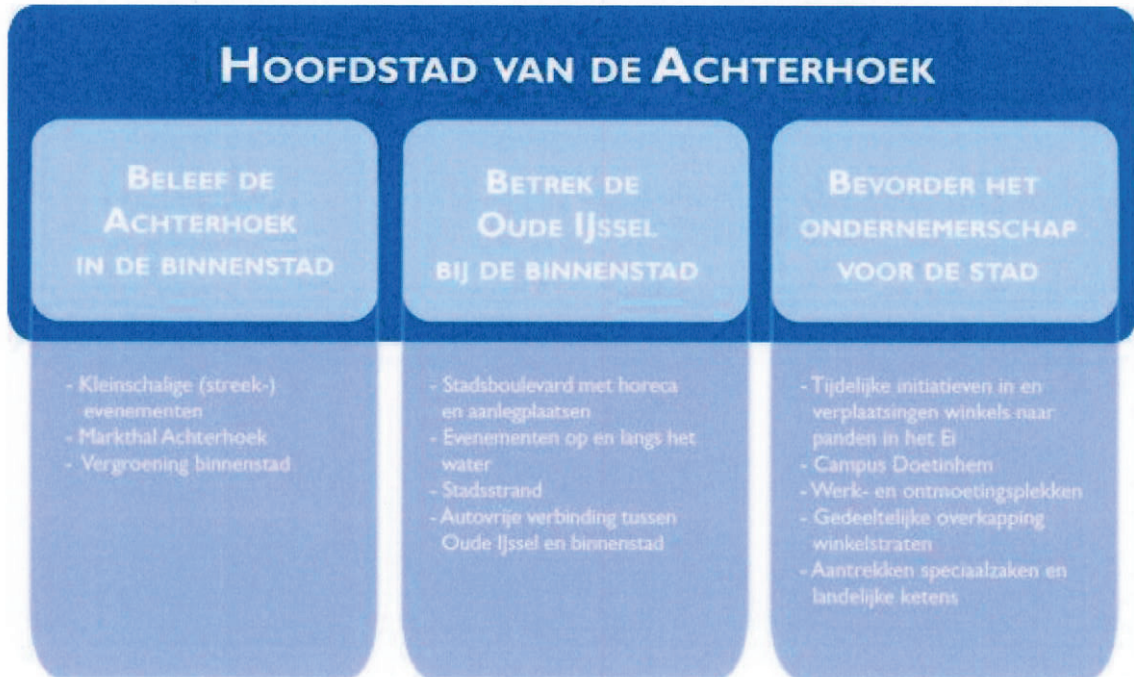 HOOFDSTAD VAN DE ACHTERHOEK
BELEEF DE
ACHTERHOEK
IN DE BINNENSTAD
- Kleinschalige (streek-)
evenementen
- Markthal Achterhoek
- Vergroening binnenstad
BETREK DE
OUDE IJSSEL
BIJ DE BINNENSTAD
- Stadsboulevard met horeca
en aanlegplaatsen
- Evenementen op en langs het
water
- Stadsstrand
- Autovrije verbinding tussen
Oude IJssel en binnenstad
BEVORDER HET
ONDERNEMERSCHAP
VOOR DE STAD
- Tijdelijke initiatieven in en
verplaatsingen winkels naar
panden in het Ei
- Campus Doetinhem
- Werk- en ontmoetingsplekken
- Gedeeltelijke overkapping
winkelstraten
- Aantrekken speciaalzaken en
landelijke ketens